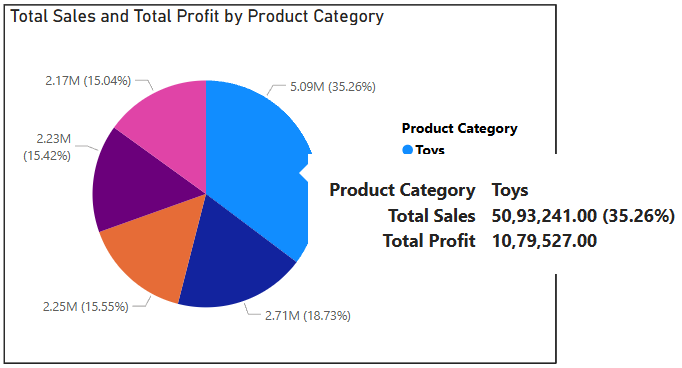 Total Sales and Total Profit by Product Category
2.17M (15.04%)
5.09M (35.26%)
2.23M
(15.42%)
2.25M (15.55%)
2.71M (18.73%)
Product Category
Toys
Product Category Toys
Total Sales 50,93,241.00 (35.26%)
Total Profit 10,79,527.00